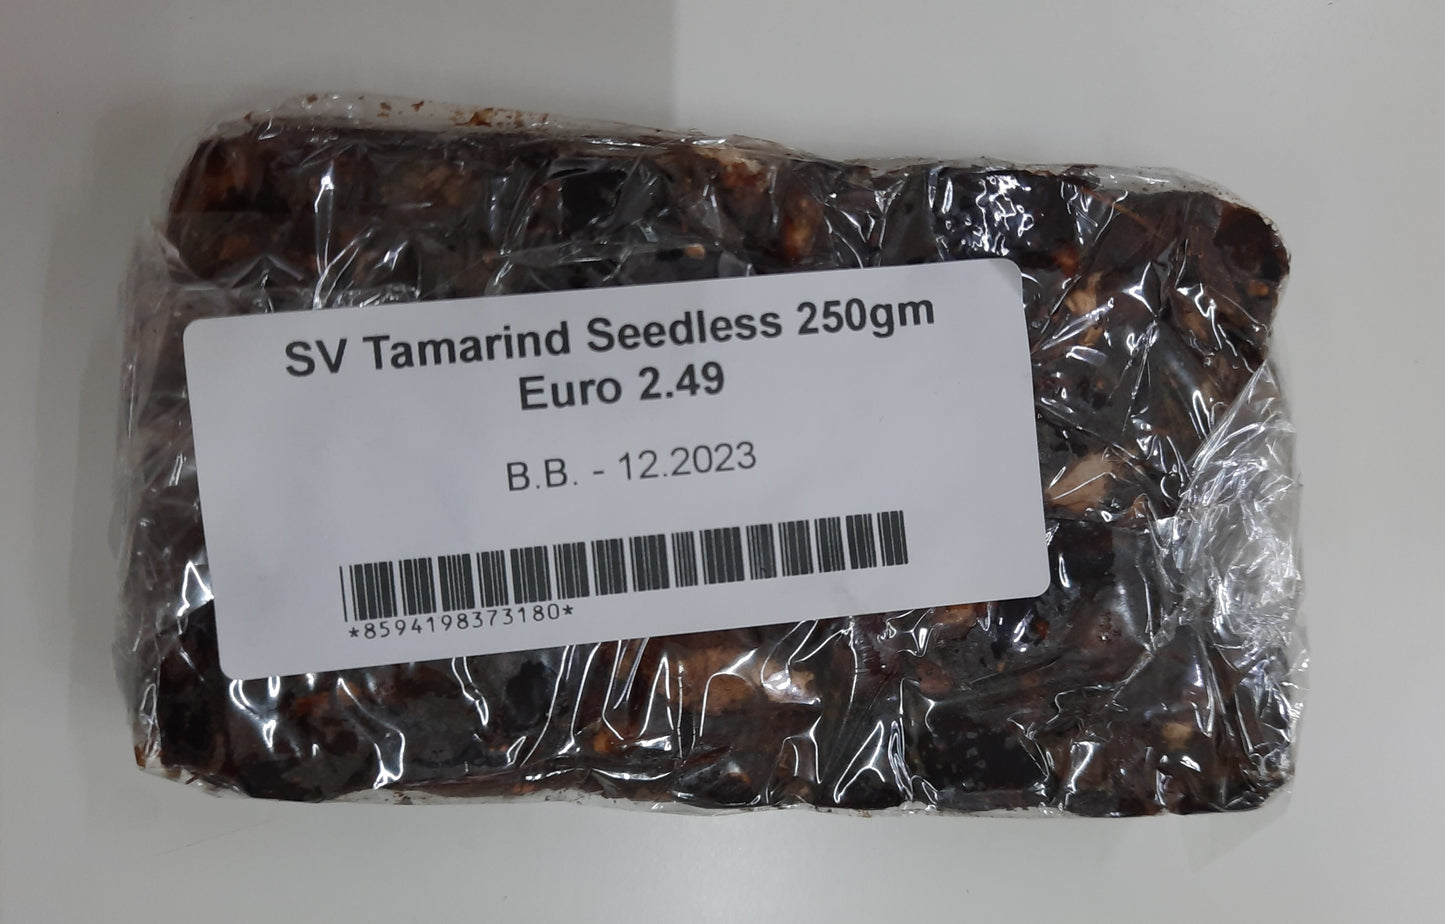 SV Tamarind Seedless 250gm
Euro 2.49
B.B. - 12.2023
*8594198373180*